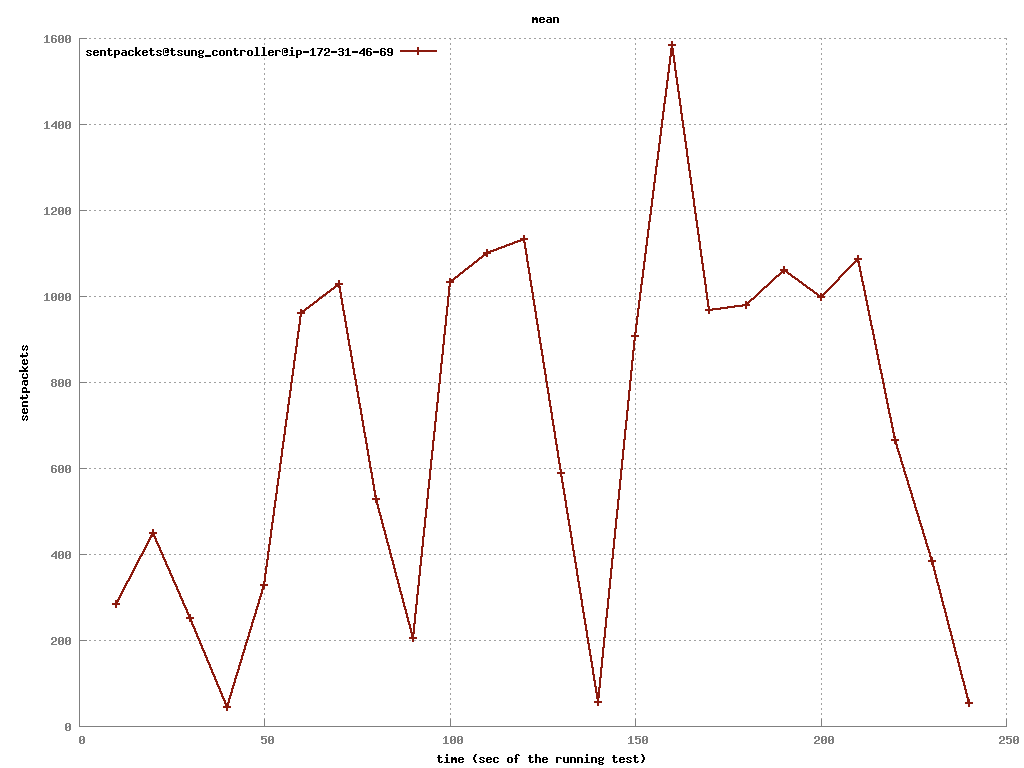 mean
1600
sentpackets@tsung_controller@ip-172-31-46-69
1400
1200
1000
800
600
400
200
0
sentpackets
0 50 100 150 200 250
time (sec of the running test)